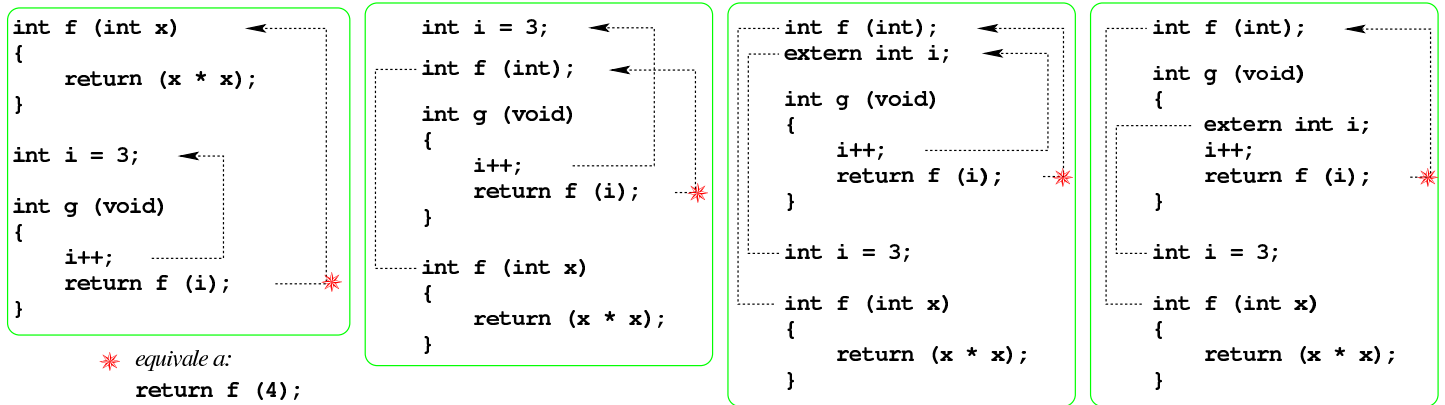 int f (int x)
{
    return (x * x);
}
int i = 3;
int g (void)
{
    i++;
    return f (i);
}
equivale a:
return f (4);
int i = 3;
int f (int);
int g (void)
{
    i++;
    return f (i);
}
int f (int x)
{
    return (x * x);
}
int f (int);
extern int i;
int g (void)
{
    i++;
    return f (i);
}
int i = 3;
int f (int x)
{
    return (x * x);
}
int f (int);
int g (void)
{
    extern int i;
    i++;
    return f (i);
}
int i = 3;
int f (int x)
{
    return (x * x);
}